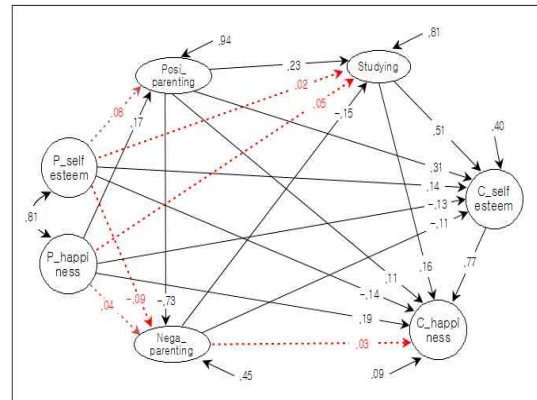 ,94
,81
Posi_
parenting
,23
Studying
,02
,08
,05
,17
-,15
,51
,40
P_self
esteem
,31
,14
-,13
C_self
esteem
-,11
,81
P_happi
ness
,77
,11
,16
-,14
-,09
,04
-,73
,19
C_happi
ness
Nega_
parenting
,03
,45
,09